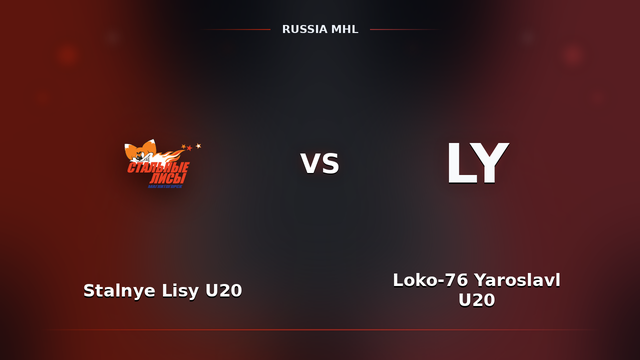 RUSSIA MHL
СТАЛЬНЫЕ
ЛИСЫ
VS
LY
Stalnye Lisy U20
Loko-76 Yaroslavl
U20